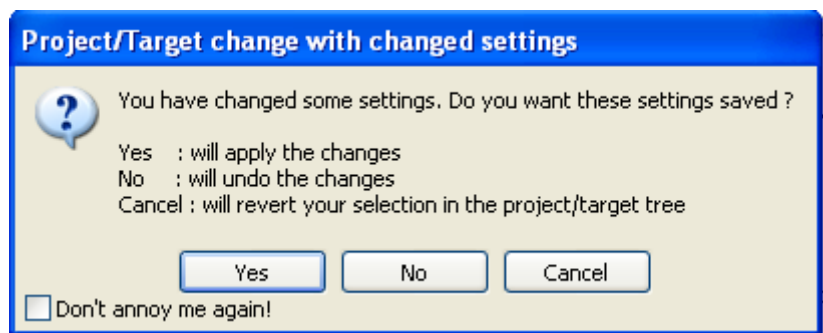 Project/Target change with changed settings
You have changed some settings. Do you want these settings saved ?
Yes : will apply the changes
No : will undo the changes
Cancel : will revert your selection in the project/target tree
Yes No Cancel
Don't annoy me again!